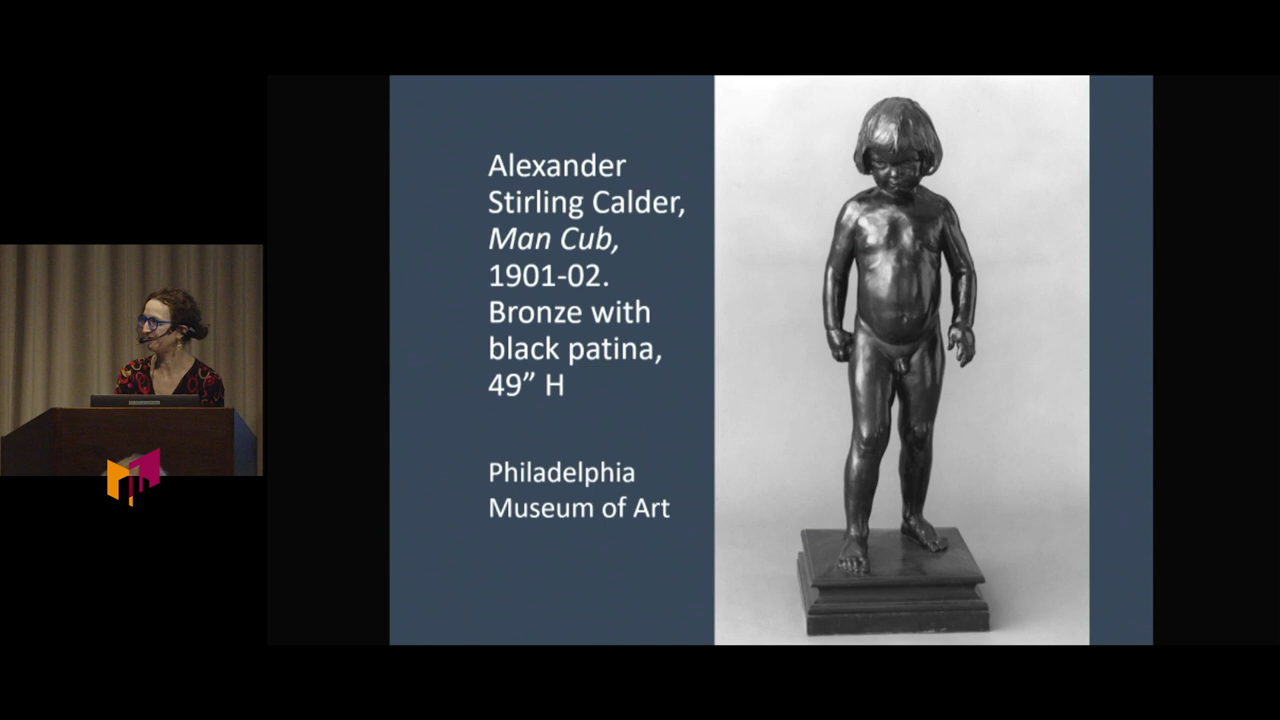 Alexander
Stirling Calder,
Man Cub,
1901-02.
Bronze with
black patina,
49” H
Philadelphia
Museum of Art